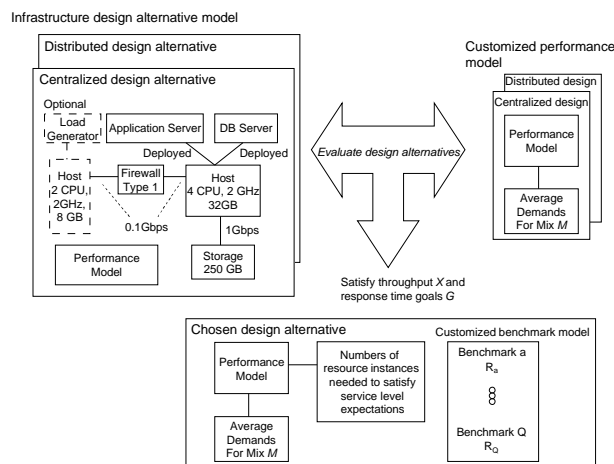 Infrastructure design alternative model
Distributed design alternative
Centralized design alternative
Optional
Load
Generator
Application Server
DB Server
Deployed
Deployed
Host
2 CPU,
2GHz,
8 GB
Firewall
Type 1
Host
4 CPU, 2 GHz
32GB
0.1Gbps
1Gbps
Performance
Model
Storage
250 GB
Evaluate design alternatives
Customized performance
model
Distributed design
Centralized design
Performance
Model
Average
Demands
For Mix M
Satisfy throughput X and
response time goals G
Chosen design alternative
Performance
Model
Average
Demands
For Mix M
Numbers of
resource instances
needed to satisfy
service level
expectations
Customized benchmark model
Benchmark a
Ra
Benchmark Q
RQ